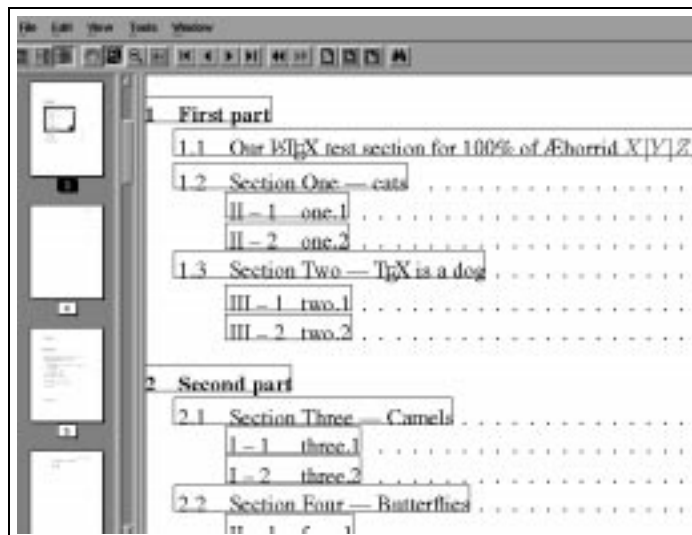 File Edit View Tools Window
1 First part
1.1 Our LATEX test section for 100% of Æhorrid X]Y]Z
1.2 Section One — cats
II – 1 one.1
II – 2 one.2
1.3 Section Two — TEX is a dog
III – 1 two.1
III – 2 two.2
2 Second part
2.1 Section Three — Camels
I – 1 three.1
I – 2 three.2
2.2 Section Four — Butterflies